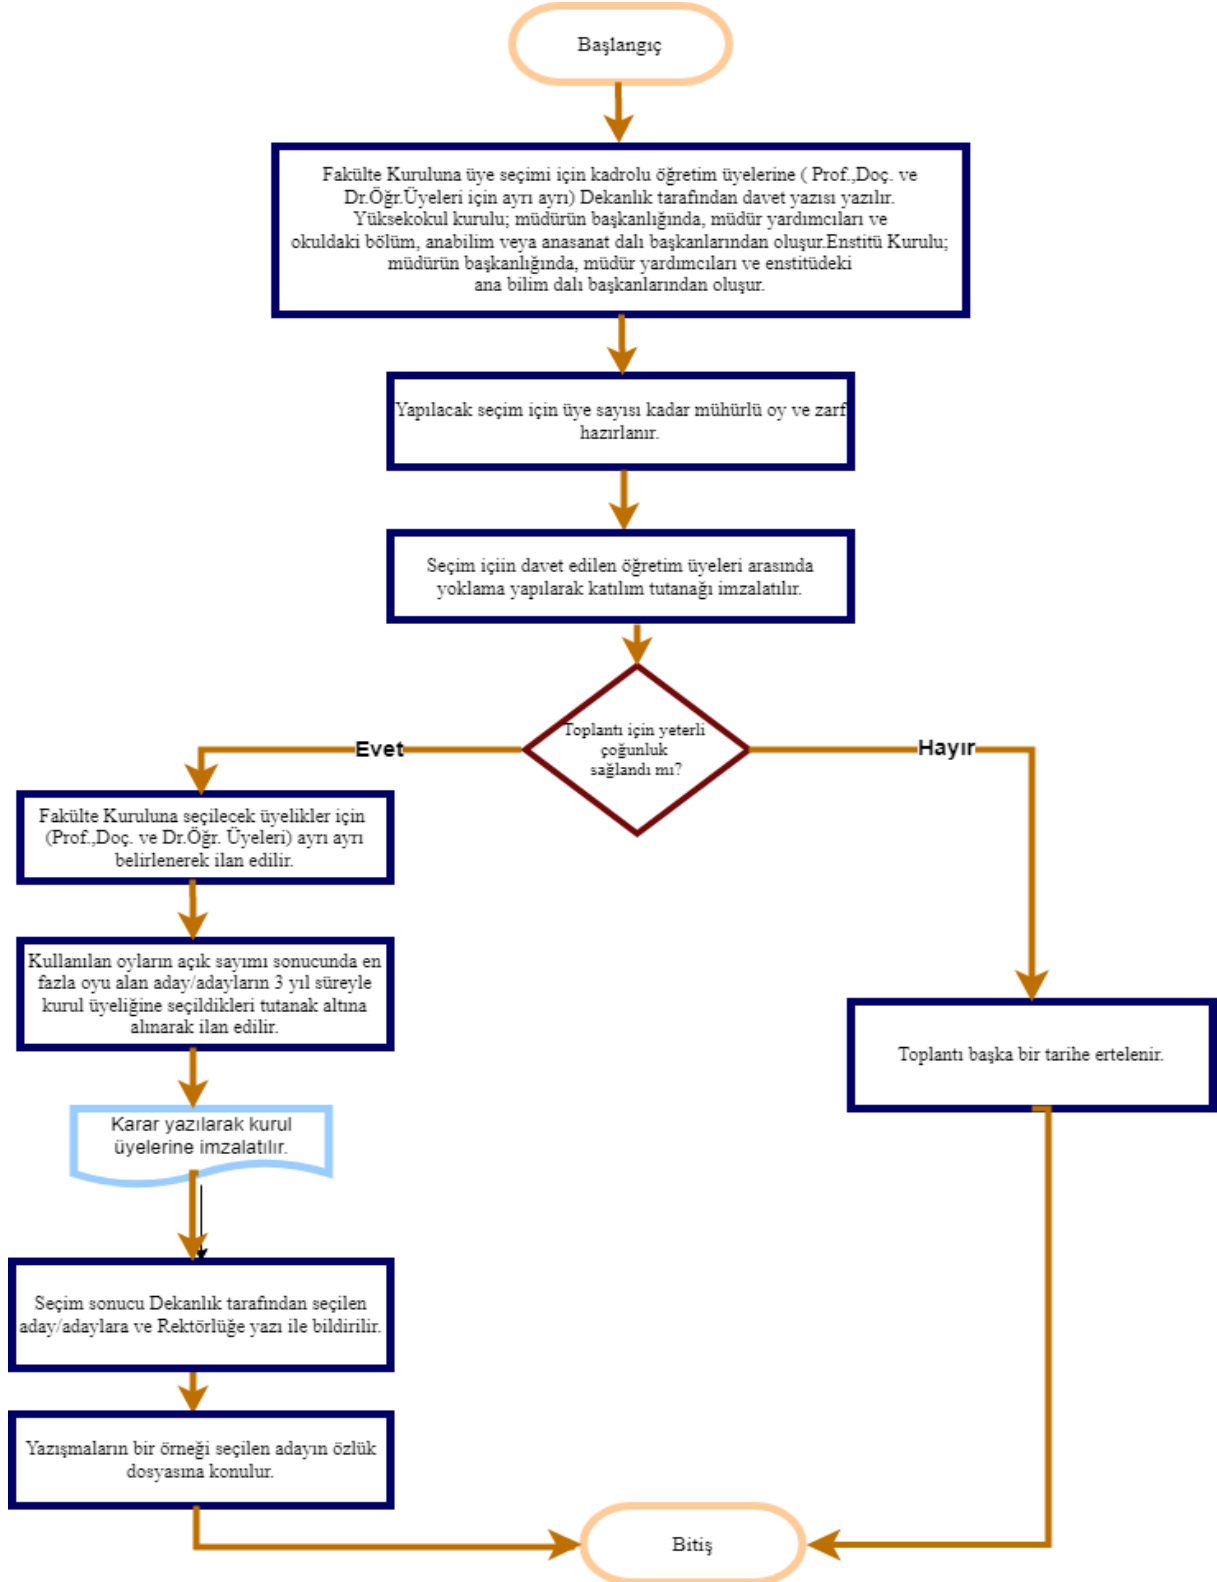 Başlangıç
Fakülte Kuruluna üye seçimi için kadrolu öğretim üyelerine ( Prof.,Doç. ve
Dr.Öğr.Üyeleri için ayrı ayrı) Dekanlık tarafından davet yazısı yazılır.
Yüksekokul kurulu; müdürün başkanlığında, müdür yardımcıları ve
okuldaki bölüm, anabilim veya anasanat dalı başkanlarından oluşur.Enstitü Kurulu;
müdürün başkanlığında, müdür yardımcıları ve enstitüdeki
ana bilim dalı başkanlarından oluşur.
Yapılacak seçim için üye sayısı kadar mühürlü oy ve zarf
hazırlanır.
Seçim içiin davet edilen öğretim üyeleri arasında
yoklama yapılarak katılım tutanağı imzalatılır.
Toplantı için yeterli
çoğunluk
sağlandı mı?
Evet
Hayır
Fakülte Kuruluna seçilecek üyelikler için
(Prof.,Doç. ve Dr.Öğr. Üyeleri) ayrı ayrı
belirlenerek ilan edilir.
Kullanılan oyların açık sayımı sonucunda en
fazla oyu alan aday/adayların 3 yıl süreyle
kurul üyeliğine seçildikleri tutanak altına
alınarak ilan edilir.
Toplantı başka bir tarihe ertelenir.
Karar yazılarak kurul
üyelerine imzalatılır.
Seçim sonucu Dekanlık tarafından seçilen
aday/adaylara ve Rektörlüğe yazı ile bildirilir.
Yazışmaların bir örneği seçilen adayın özlük
dosyasına konulur.
Bitiş